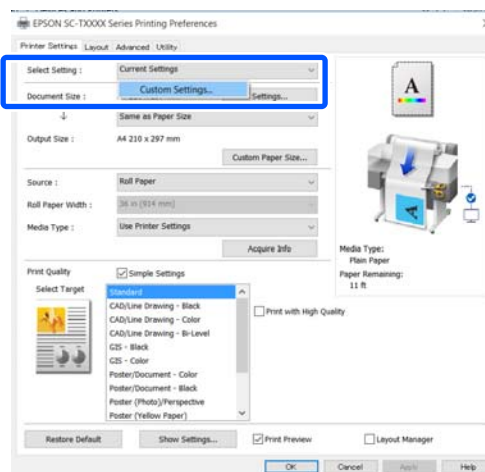 EPSON SC-TXXXX Series Printing Preferences
Printer Settings Layout Advanced Utility
Select Setting : Current Settings
Custom Settings...
Document Size : Settings...
Same as Paper Size
Output Size : A4 210 x 297 mm
Custom Paper Size...
Source : Roll Paper
Roll Paper Width : 36 in (914 mm)
Media Type : Use Printer Settings
Acquire Info
A
Media Type:
Plain Paper
Paper Remaining:
11 ft
Print Quality Simple Settings
Select Target
Standard
CAD/Line Drawing - Black
CAD/Line Drawing - Color
CAD/Line Drawing - Bi-Level
GIS - Black
GIS - Color
Poster/Document - Color
Poster/Document - Black
Poster (Photo)/Perspective
Poster (Yellow Paper)
Print with High Quality
Restore Default Show Settings... Print Preview Layout Manager
OK Cancel Apply Help